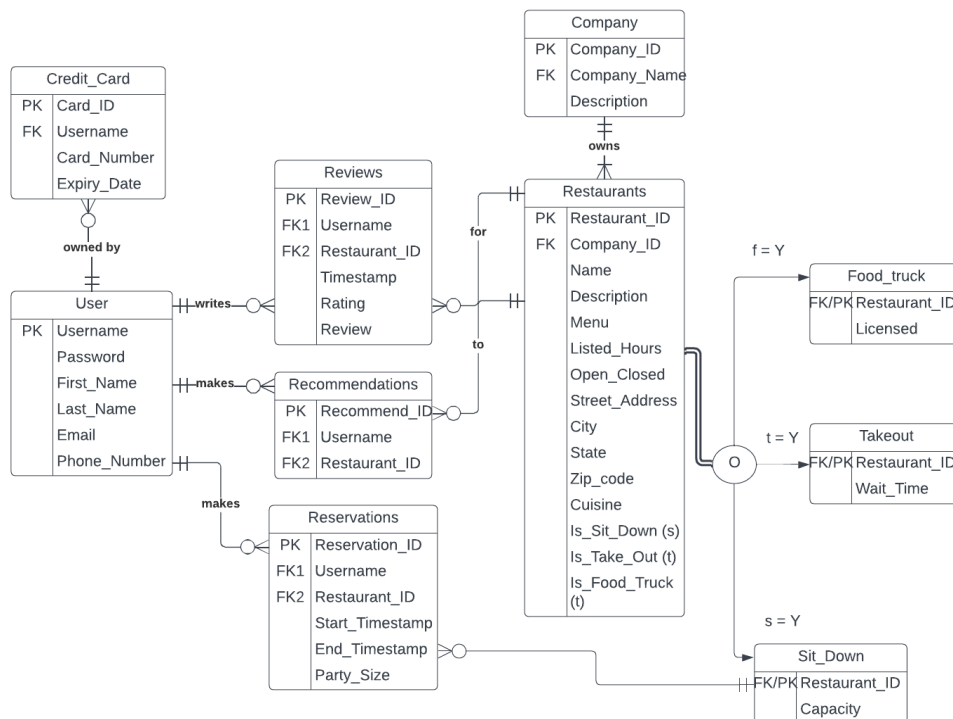 Company
PK Company_ID
FK Company_Name
Description
owns
Credit_Card
PK Card_ID
FK Username
Card_Number
Expiry_Date
owned by
User
PK Username
Password
First_Name
Last_Name
Email
Phone_Number
writes
makes
makes
Reviews
PK Review_ID
FK1 Username
FK2 Restaurant_ID
Timestamp
Rating
Review
for
to
Recommendations
PK Recommend_ID
FK1 Username
FK2 Restaurant_ID
Reservations
PK Reservation_ID
FK1 Username
FK2 Restaurant_ID
Start_Timestamp
End_Timestamp
Party_Size
Restaurants
PK Restaurant_ID
FK Company_ID
Name
Description
Menu
Listed_Hours
Open_Closed
Street_Address
City
State
Zip_code
Cuisine
Is_Sit_Down (s)
Is_Take_Out (t)
Is_Food_Truck
(t)
O
f = Y
Food_truck
FK/PK Restaurant_ID
Licensed
t = Y
Takeout
FK/PK Restaurant_ID
Wait_Time
s = Y
Sit_Down
FK/PK Restaurant_ID
Capacity